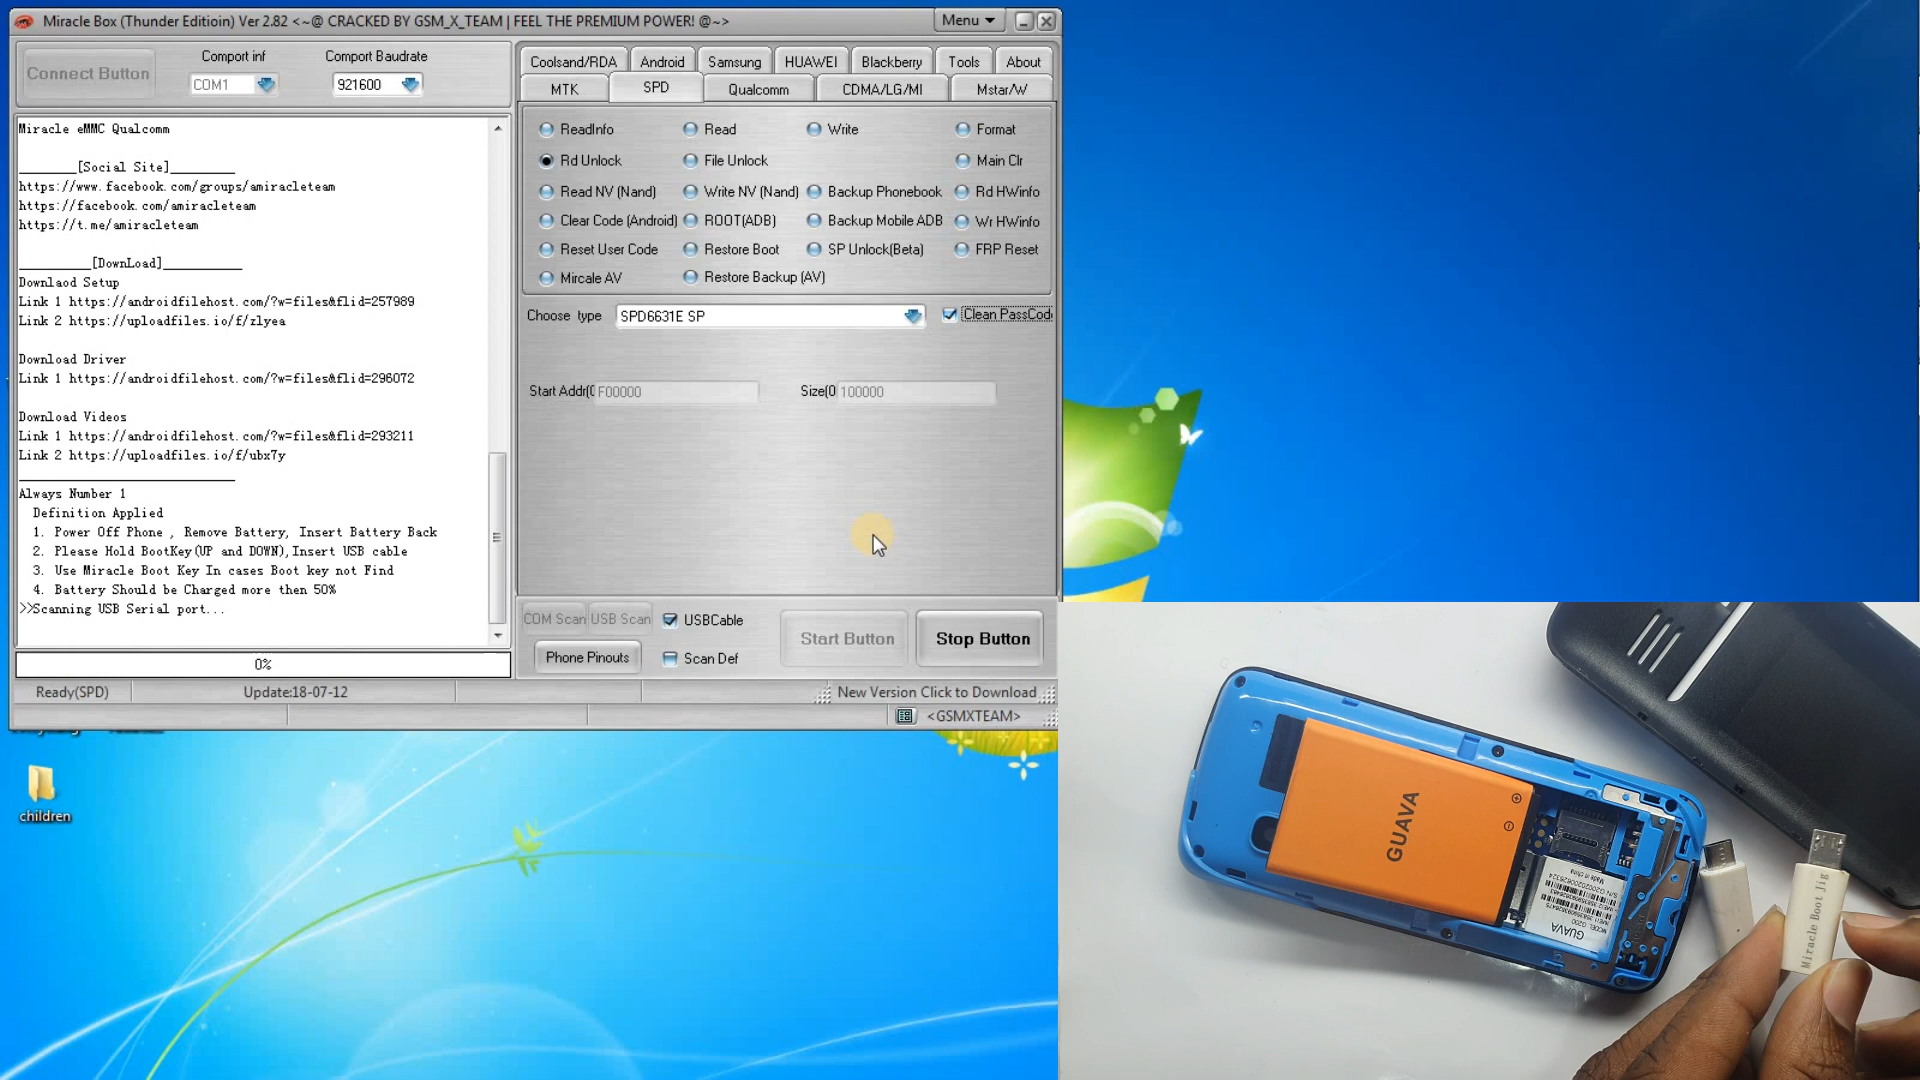 Miracle Box (Thunder Editioin) Ver 2.82 <~@ CRACKED BY GSM_X_TEAM | FEEL THE PREMIUM POWER! @~>
Menu
Connect Button
Comport inf
Comport Baudrate
COM1
921600
Coolsand/RDA
Android
Samsung
HUAWEI
Blackberry
Tools
About
MTK
SPD
Qualcomm
CDMA/LG/MI
Mstar/W
Miracle eMMC Qualcomm
_______[Social Site]________
https://www.facebook.com/groups/amiracleteam
https://facebook.com/amiracleteam
https://t.me/amiracleteam
_________[DownLoad]__________
Downlaod Setup
Link 1 https://androidfilehost.com/?w=files&flid=257989
Link 2 https://uploadfiles.io/f/zlyea
Download Driver
Link 1 https://androidfilehost.com/?w=files&flid=296072
Download Videos
Link 1 https://androidfilehost.com/?w=files&flid=293211
Link 2 https://uploadfiles.io/f/ubx7y
Always Number 1
Definition Applied
1. Power Off Phone , Remove Battery, Insert Battery Back
2. Please Hold BootKey(UP and DOWN),Insert USB cable
3. Use Miracle Boot Key In cases Boot key not Find
4. Battery Should be Charged more then 50%
>>Scanning USB Serial port...
0%
ReadInfo
Read
Write
Format
Rd Unlock
File Unlock
Main Clr
Read NV (Nand)
Write NV (Nand)
Backup Phonebook
Rd HWinfo
Clear Code (Android)
ROOT(ADB)
Backup Mobile ADB
Wr HWinfo
Reset User Code
Restore Boot
SP Unlock(Beta)
FRP Reset
Mircale AV
Restore Backup (AV)
Choose type
SPD6631E SP
Clean PassCod
Start Addr(0
F00000
Size(0
100000
COM Scan
USB Scan
USBCable
Phone Pinouts
Scan Def
Start Button
Stop Button
Ready(SPD)
Update:18-07-12
New Version Click to Download
<GSMXTEAM>
children
GUAVA
GUAVA
MODEL: G200
Made in china
Miracle Boot Jig